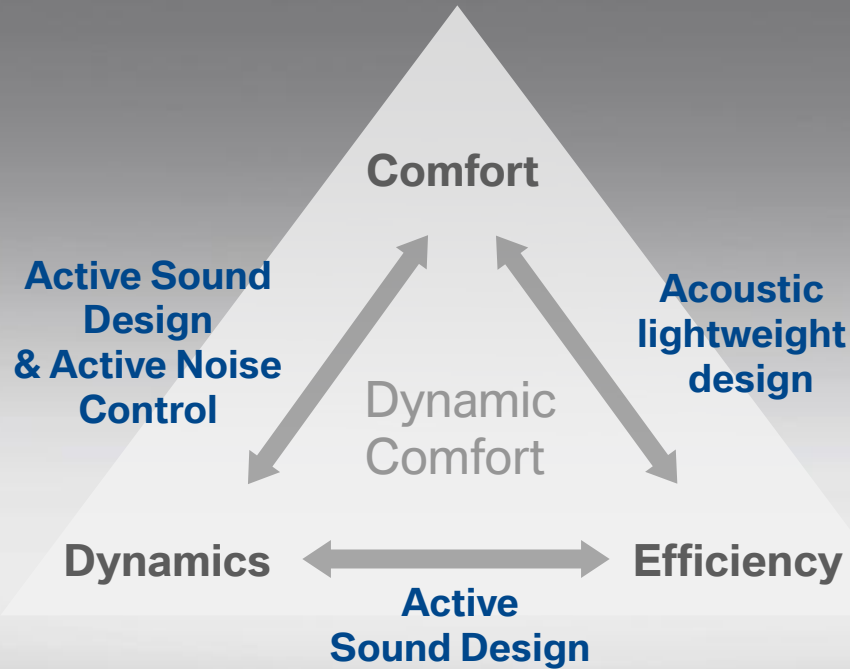 Comfort
Active Sound
Design
& Active Noise
Control
Acoustic
lightweight
design
Dynamic
Comfort
Dynamics
Efficiency
Active
Sound Design